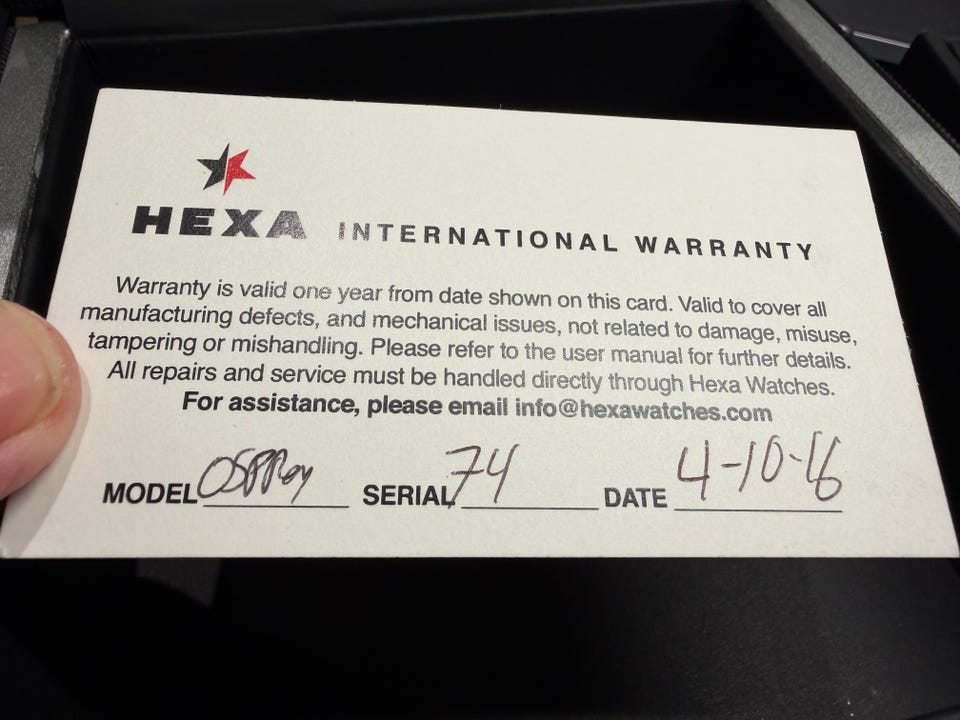 HEXA INTERNATIONAL WARRANTY
Warranty is valid one year from date shown on this card. Valid to cover all
manufacturing defects, and mechanical issues, not related to damage, misuse,
tampering or mishandling. Please refer to the user manual for further details.
All repairs and service must be handled directly through Hexa Watches.
For assistance, please email info@hexawatches.com
MODEL OSPRey SERIAL 74 DATE 4-10-16